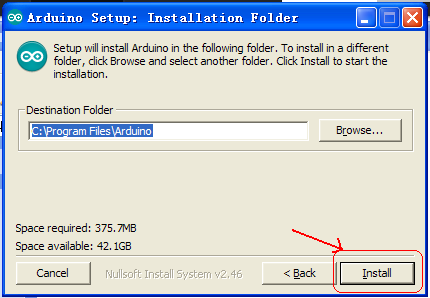 Arduino Setup: Installation Folder
Setup will install Arduino in the following folder. To install in a different
folder, click Browse and select another folder. Click Install to start the
installation.
Destination Folder
C:\Program Files\Arduino
Browse...
Space required: 375.7MB
Space available: 42.1GB
Cancel
Nullsoft Install System v2.46
< Back
Install